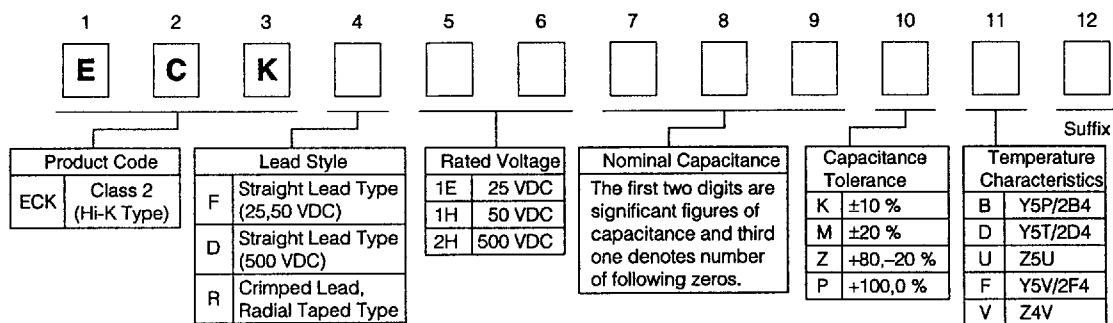 1 2 3 4 5 6 7 8 9 10 11 12
E C K
Suffix
Product Code
ECK Class 2
(Hi-K Type)
Lead Style
F Straight Lead Type
(25,50 VDC)
D Straight Lead Type
(500 VDC)
R Crimped Lead,
Radial Taped Type
Rated Voltage
1E 25 VDC
1H 50 VDC
2H 500 VDC
Nominal Capacitance
The first two digits are
significant figures of
capacitance and third
one denotes number
of following zeros.
Capacitance
Tolerance
K ±10 %
M ±20 %
Z +80,–20 %
P +100,0 %
Temperature
Characteristics
B Y5P/2B4
D Y5T/2D4
U Z5U
F Y5V/2F4
V Z4V